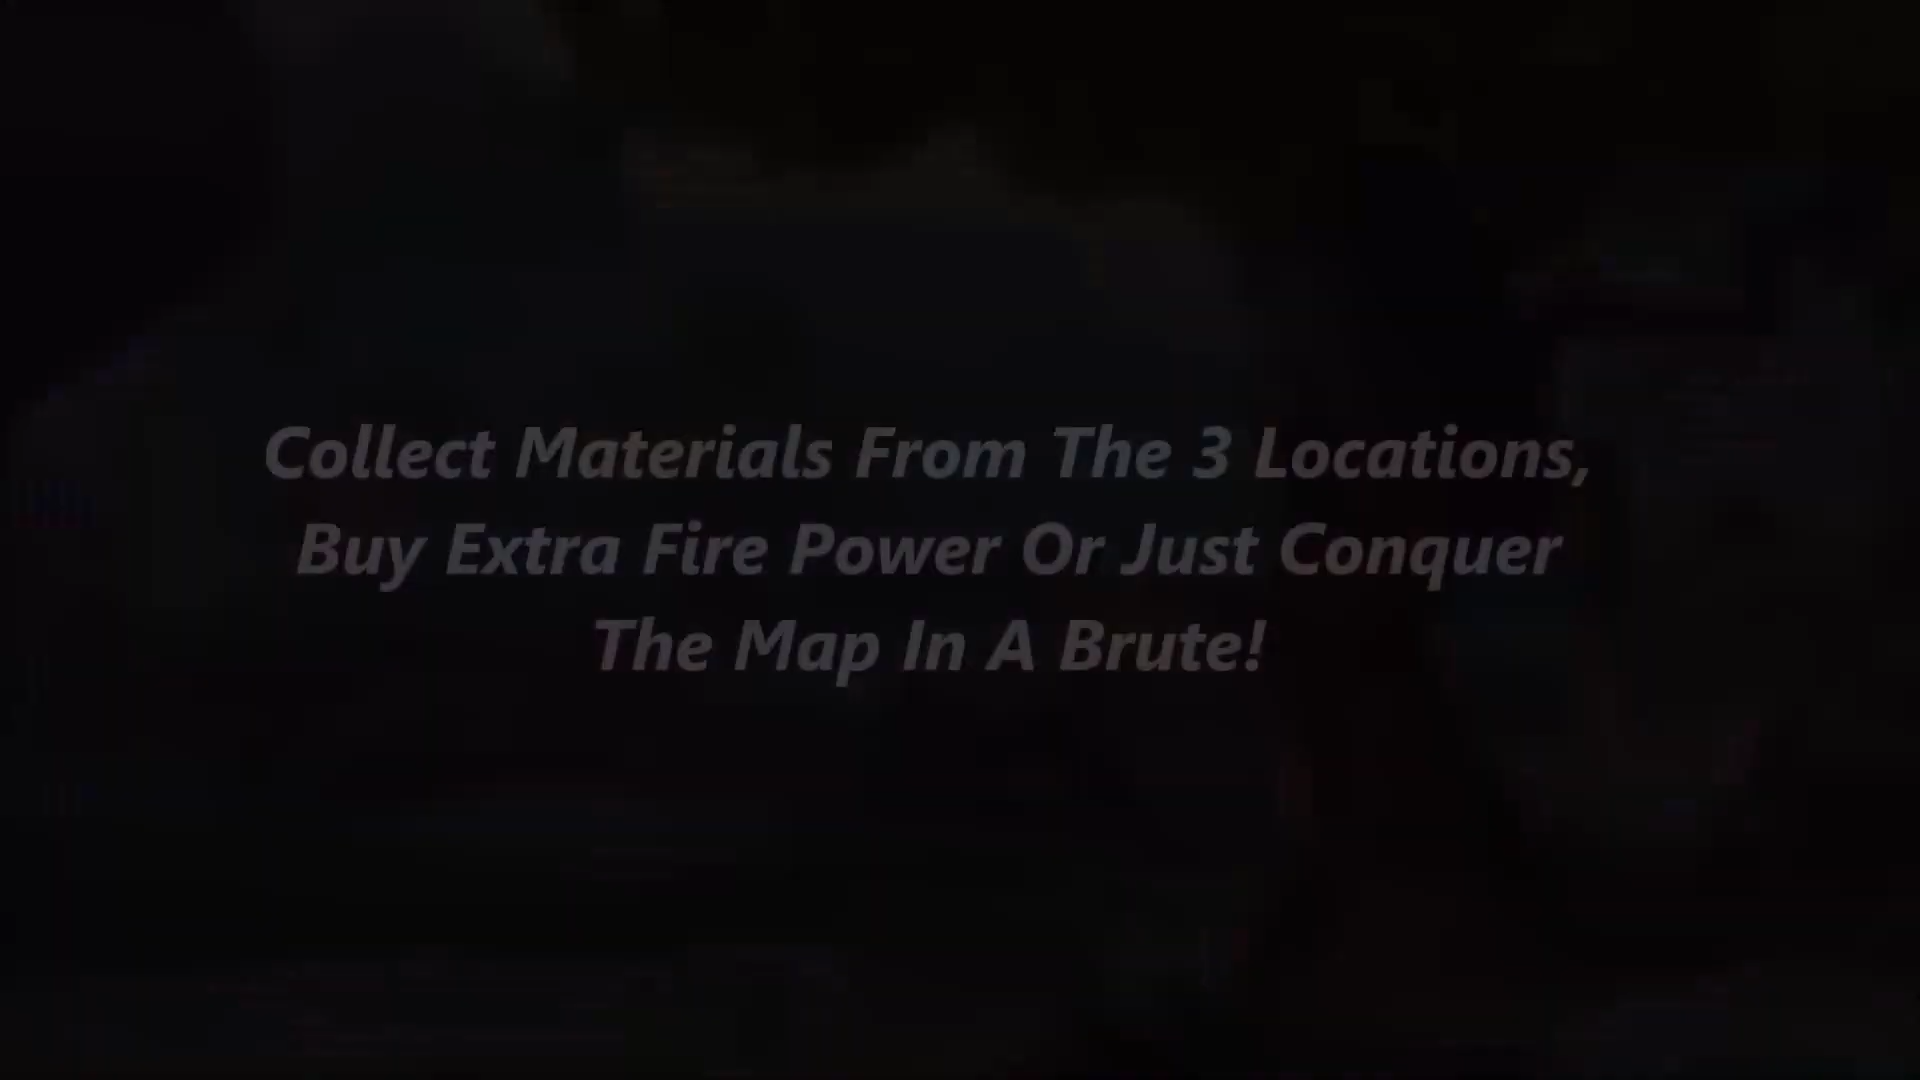 Collect Materials From The 3 Locations,
Buy Extra Fire Power Or Just Conquer
The Map In A Brute!